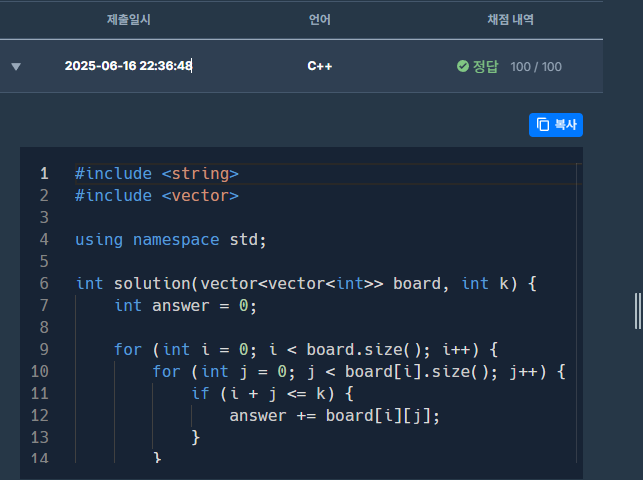 제출일시 언어 채점 내역
▼ 2025-06-16 22:36:48 C++ 정답 100 / 100
복사
1 #include <string>
2 #include <vector>
3
4 using namespace std;
5
6 int solution(vector<vector<int>> board, int k) {
7     int answer = 0;
8
9     for (int i = 0; i < board.size(); i++) {
10         for (int j = 0; j < board[i].size(); j++) {
11             if (i + j <= k) {
12                 answer += board[i][j];
13             }
14         }